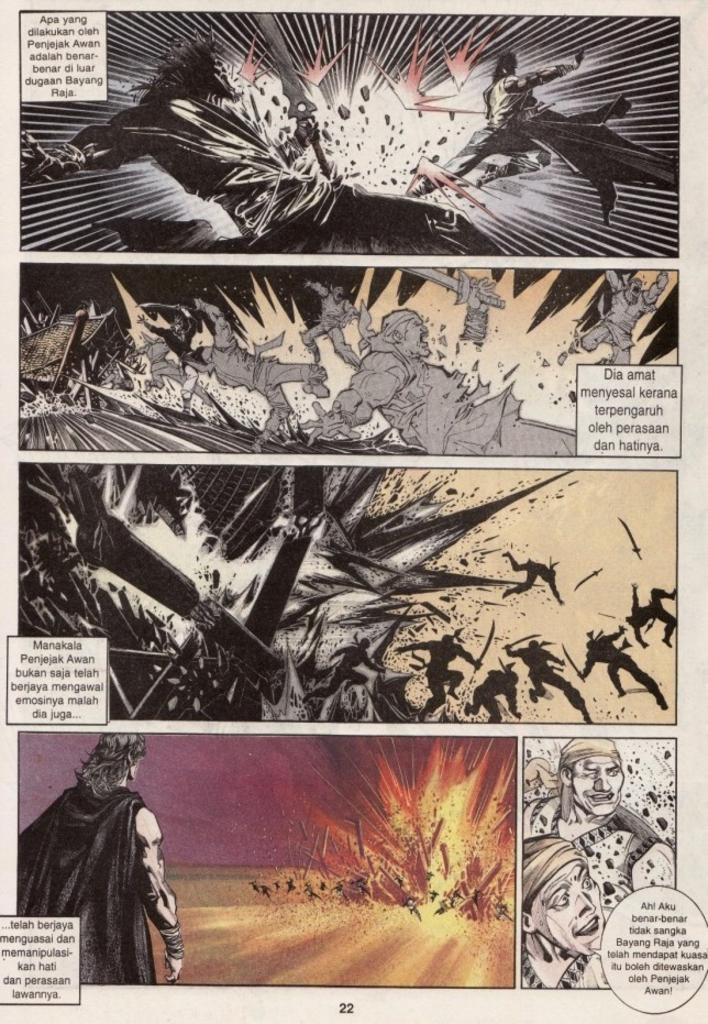 Apa yang
dilakukan oleh
Penjejak Awan
adalah benar-
benar di luar
dugaan Bayang
Raja.
Dia amat
menyesal kerana
terpengaruh
oleh perasaan
dan hatinya.
Manakala
Penjejak Awan
bukan saja telah
berjaya mengawal
emosinya malah
dia juga...
...telah berjaya
menguasai dan
memanipulasi-
kan hati
dan perasaan
lawannya.
Ah! Aku
benar-benar
tidak sangka
Bayang Raja yang
telah mendapat kuasa
itu boleh ditewaskan
oleh Penjejak
Awan!
22